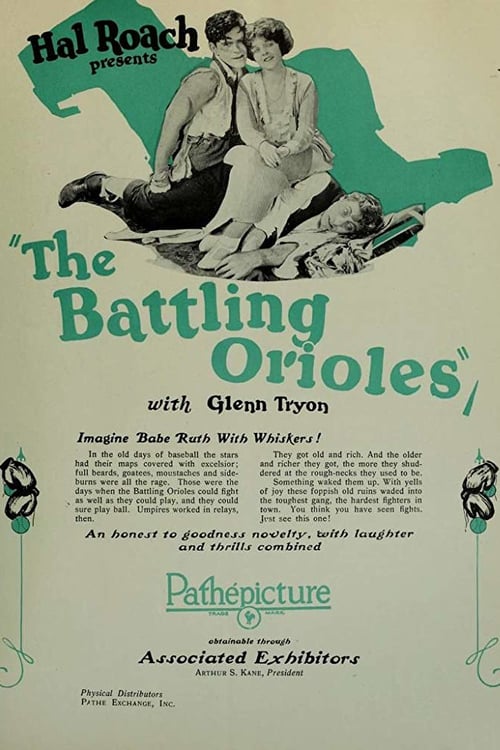 Hal Roach
presents
"The
Battling
Orioles",
with Glenn Tryon
Imagine Babe Ruth With Whiskers!
In the old days of baseball the stars
had their maps covered with excelsior;
full beards, goatees, moustaches and side-
burns were all the rage. Those were the
days when the Battling Orioles could fight
as well as they could play, and they could
sure play ball. Umpires worked in relays,
then.
They got old and rich. And the older
and richer they got, the more they shud-
dered at the rough-necks they used to be.
Something waked them up. With yells
of joy these foppish old ruins waded into
the toughest gang, the hardest fighters in
town. You think you have seen fights.
Just see this one!
An honest to goodness novelty, with laughter
and thrills combined
Pathépicture
TRADE MARK
obtainable through
Associated Exhibitors
ARTHUR S. KANE, President
Physical Distributors
PATHE EXCHANGE, INC.